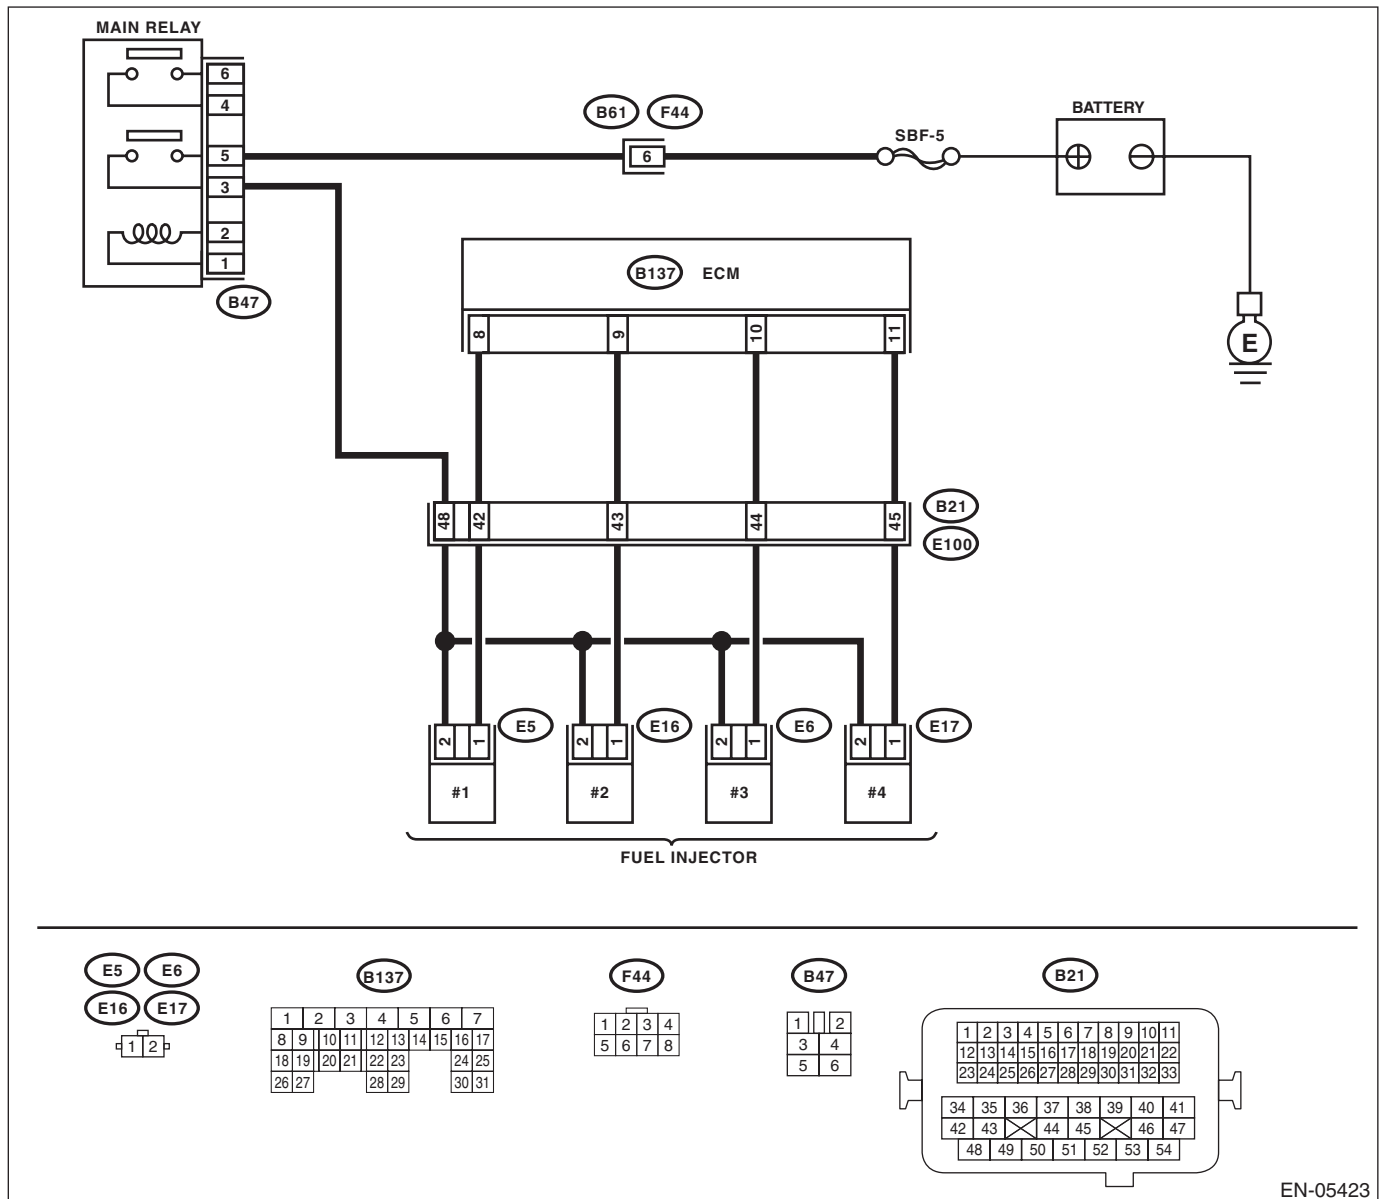 MAIN RELAY
6
4
5
3
2
1
B47
B61 F44
6
SBF-5
BATTERY
E
B137 ECM
8 9 10 11
48 42 43 44 45
B21
E100
2 1 E5
2 1 E16
2 1 E6
2 1 E17
#1 #2 #3 #4
FUEL INJECTOR
E5 E6
E16 E17
1 2
B137
1 2 3 4 5 6 7
8 9 10 11 12 13 14 15 16 17
18 19 20 21 22 23 24 25
26 27 28 29 30 31
F44
1 2 3 4
5 6 7 8
B47
1 2
3 4
5 6
B21
1 2 3 4 5 6 7 8 9 10 11
12 13 14 15 16 17 18 19 20 21 22
23 24 25 26 27 28 29 30 31 32 33
34 35 36 37 38 39 40 41
42 43 44 45 46 47
48 49 50 51 52 53 54
EN-05423